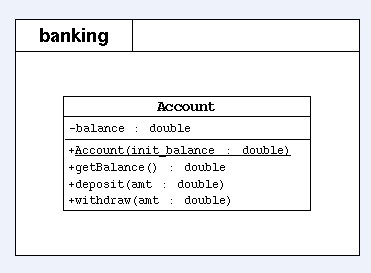 banking
Account
-balance : double
+Account(init_balance : double)
+getBalance() : double
+deposit(amt : double)
+withdraw(amt : double)